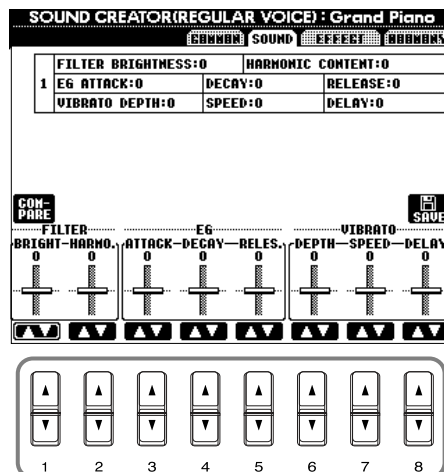 SOUND CREATOR(REGULAR VOICE) : Grand Piano
COMMON SOUND EFFECT HARMONY
FILTER BRIGHTNESS:0 HARMONIC CONTENT:0
1 EG ATTACK:0 DECAY:0 RELEASE:0
VIBRATO DEPTH:0 SPEED:0 DELAY:0
COM-
PARE
SAVE
FILTER EG VIBRATO
BRIGHT HARMO. ATTACK DECAY RELES. DEPTH SPEED DELAY
0 0 0 0 0 0 0 0
1 2 3 4 5 6 7 8